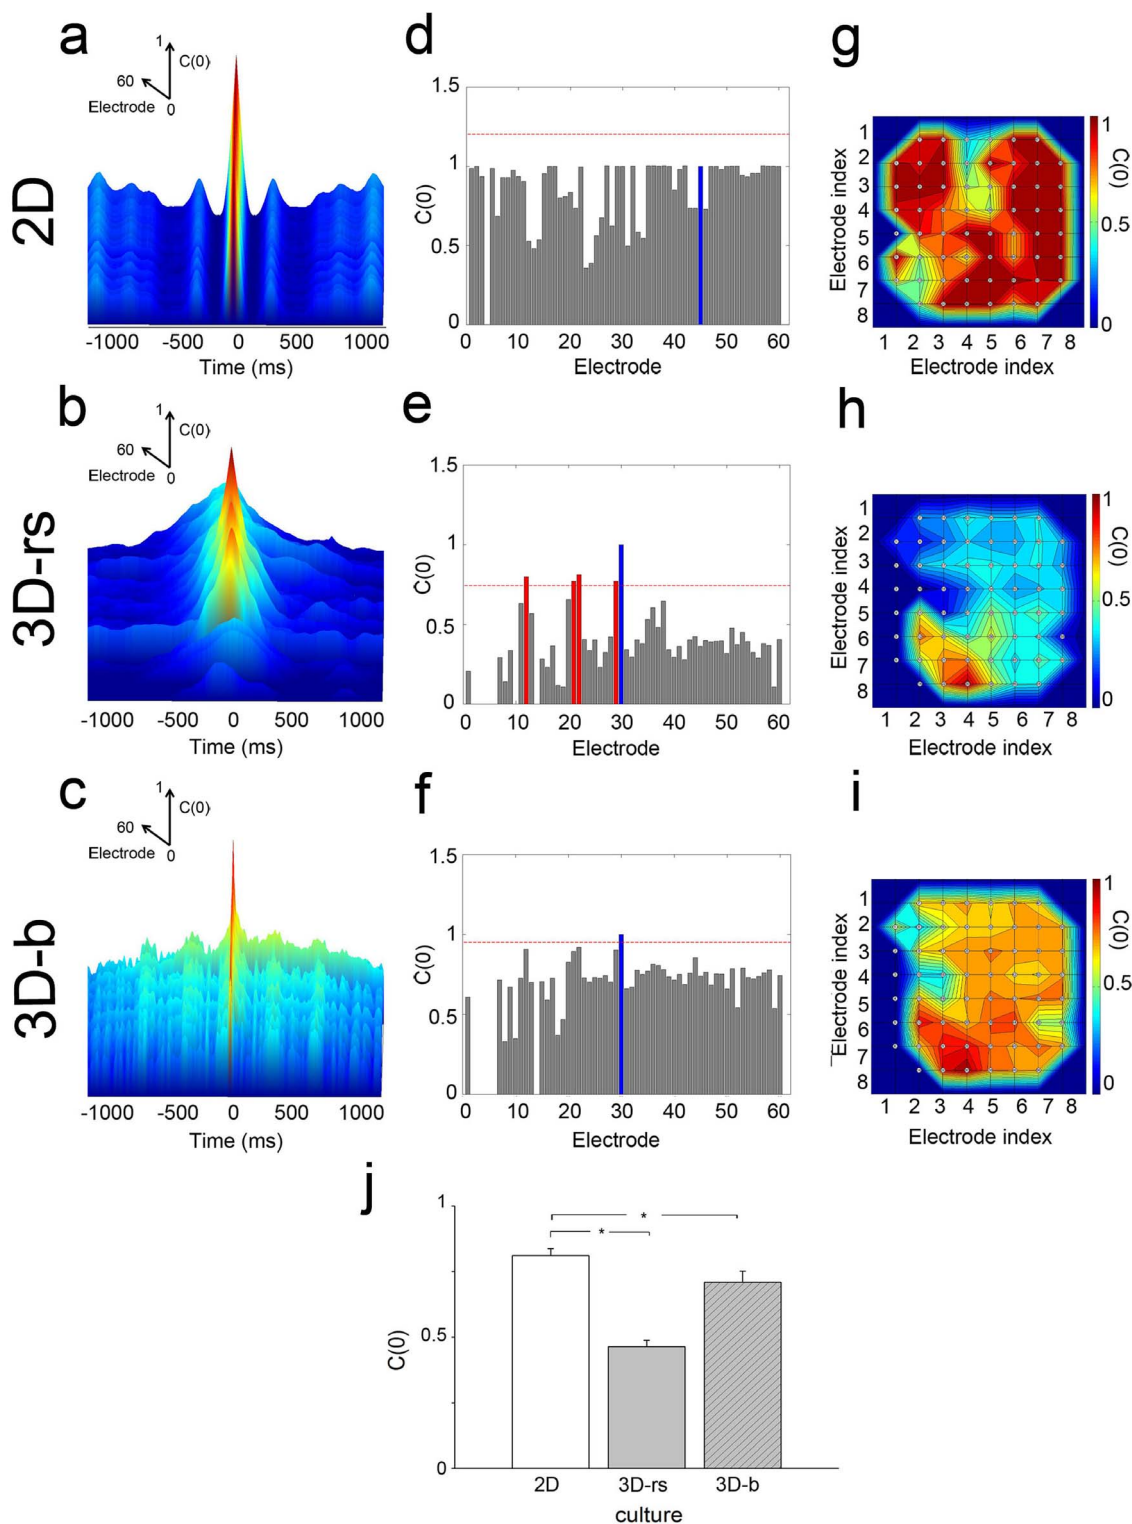 a
1
C(0)
60
Electrode
0
2D
-1000 -500 0 500 1000
Time (ms)
d
1.5
1
0.5
0
C(0)
0 10 20 30 40 50 60
Electrode
g
1
2
3
4
5
6
7
8
Electrode index
1 2 3 4 5 6 7 8
Electrode index
1
0.5
0
C(0)
b
1
C(0)
60
Electrode
0
3D-rs
-1000 -500 0 500 1000
Time (ms)
e
1.5
1
0.5
0
C(0)
0 10 20 30 40 50 60
Electrode
h
1
2
3
4
5
6
7
8
Electrode index
1 2 3 4 5 6 7 8
Electrode index
1
0.5
0
C(0)
c
1
C(0)
60
Electrode
0
3D-b
-1000 -500 0 500 1000
Time (ms)
f
1.5
1
0.5
0
C(0)
0 10 20 30 40 50 60
Electrode
i
1
2
3
4
5
6
7
8
Electrode index
1 2 3 4 5 6 7 8
Electrode index
1
0.5
0
C(0)
j
1
0.5
0
C(0)
*
*
2D 3D-rs 3D-b
culture